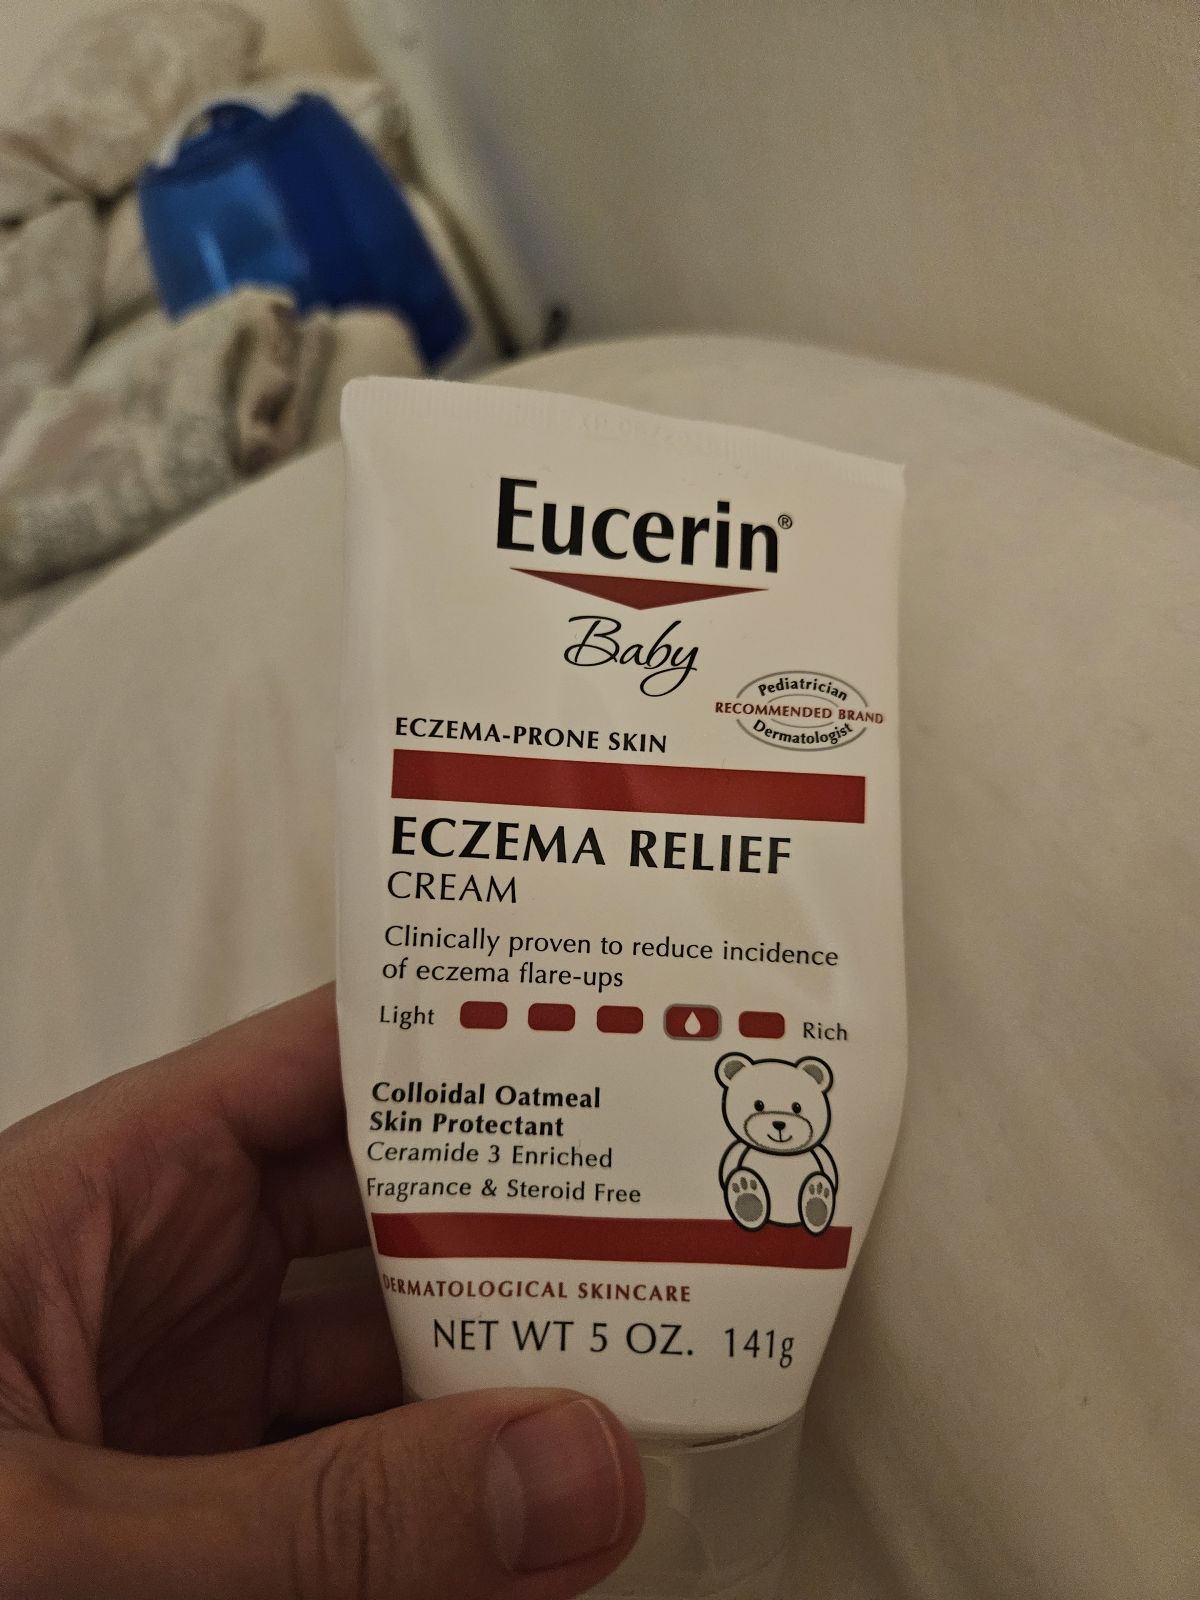 Eucerin®
Baby
Pediatrician
RECOMMENDED BRAND
Dermatologist
ECZEMA-PRONE SKIN
ECZEMA RELIEF
CREAM
Clinically proven to reduce incidence
of eczema flare-ups
Light Rich
Colloidal Oatmeal
Skin Protectant
Ceramide 3 Enriched
Fragrance & Steroid Free
DERMATOLOGICAL SKINCARE
NET WT 5 OZ. 141g